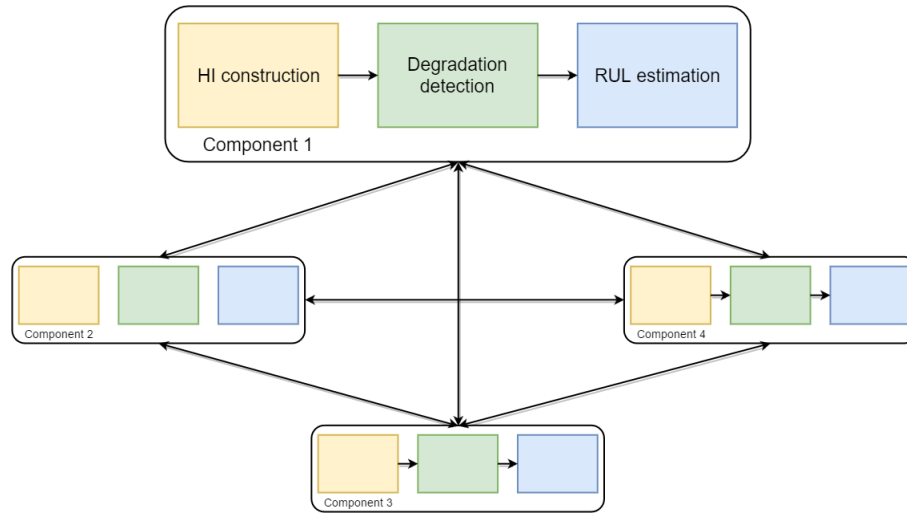 HI construction
Degradation
detection
RUL estimation
Component 1
Component 2
Component 4
Component 3